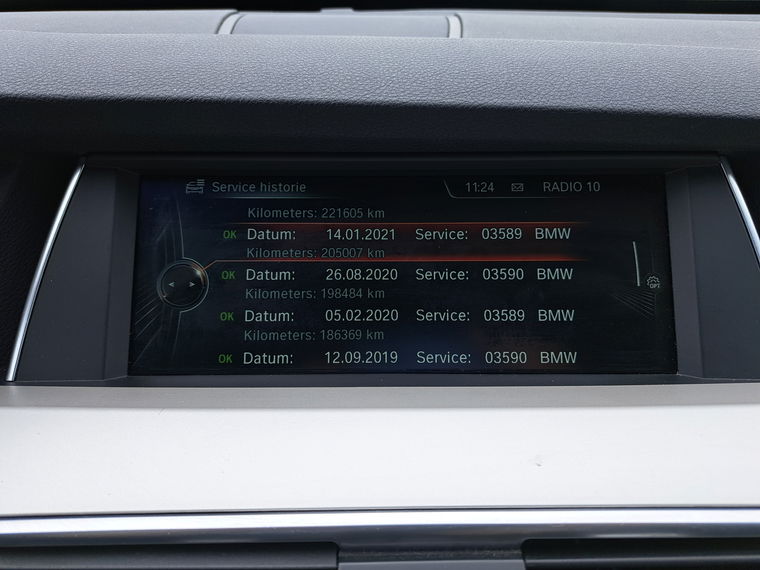 Service historie 11:24 RADIO 10
Kilometers: 221605 km
OK Datum: 14.01.2021 Service: 03589 BMW
Kilometers: 205007 km
OK Datum: 26.08.2020 Service: 03590 BMW
Kilometers: 198484 km
OK Datum: 05.02.2020 Service: 03589 BMW
Kilometers: 186369 km
OK Datum: 12.09.2019 Service: 03590 BMW
OPT